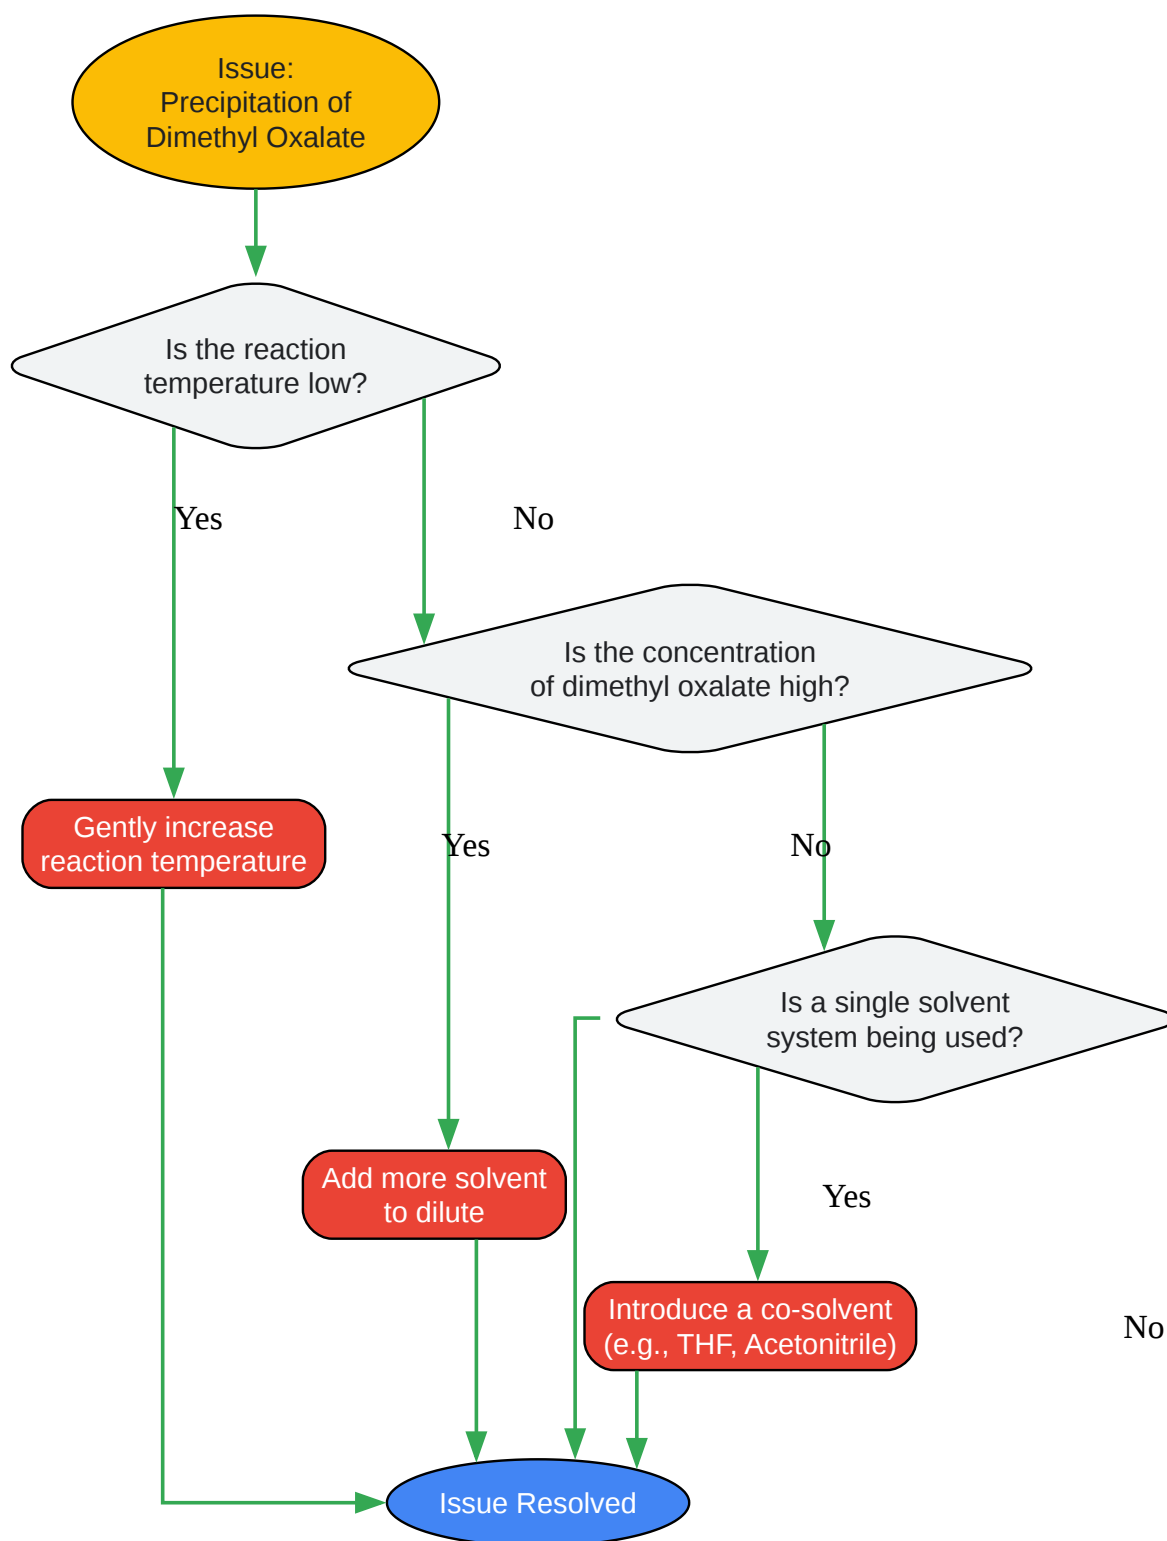 Issue:
Precipitation of
Dimethyl Oxalate
Is the reaction
temperature low?
Yes
No
Is the concentration
of dimethyl oxalate high?
Gently increase
reaction temperature
Yes
No
Is a single solvent
system being used?
Add more solvent
to dilute
Yes
Introduce a co-solvent
(e.g., THF, Acetonitrile)
No
Issue Resolved